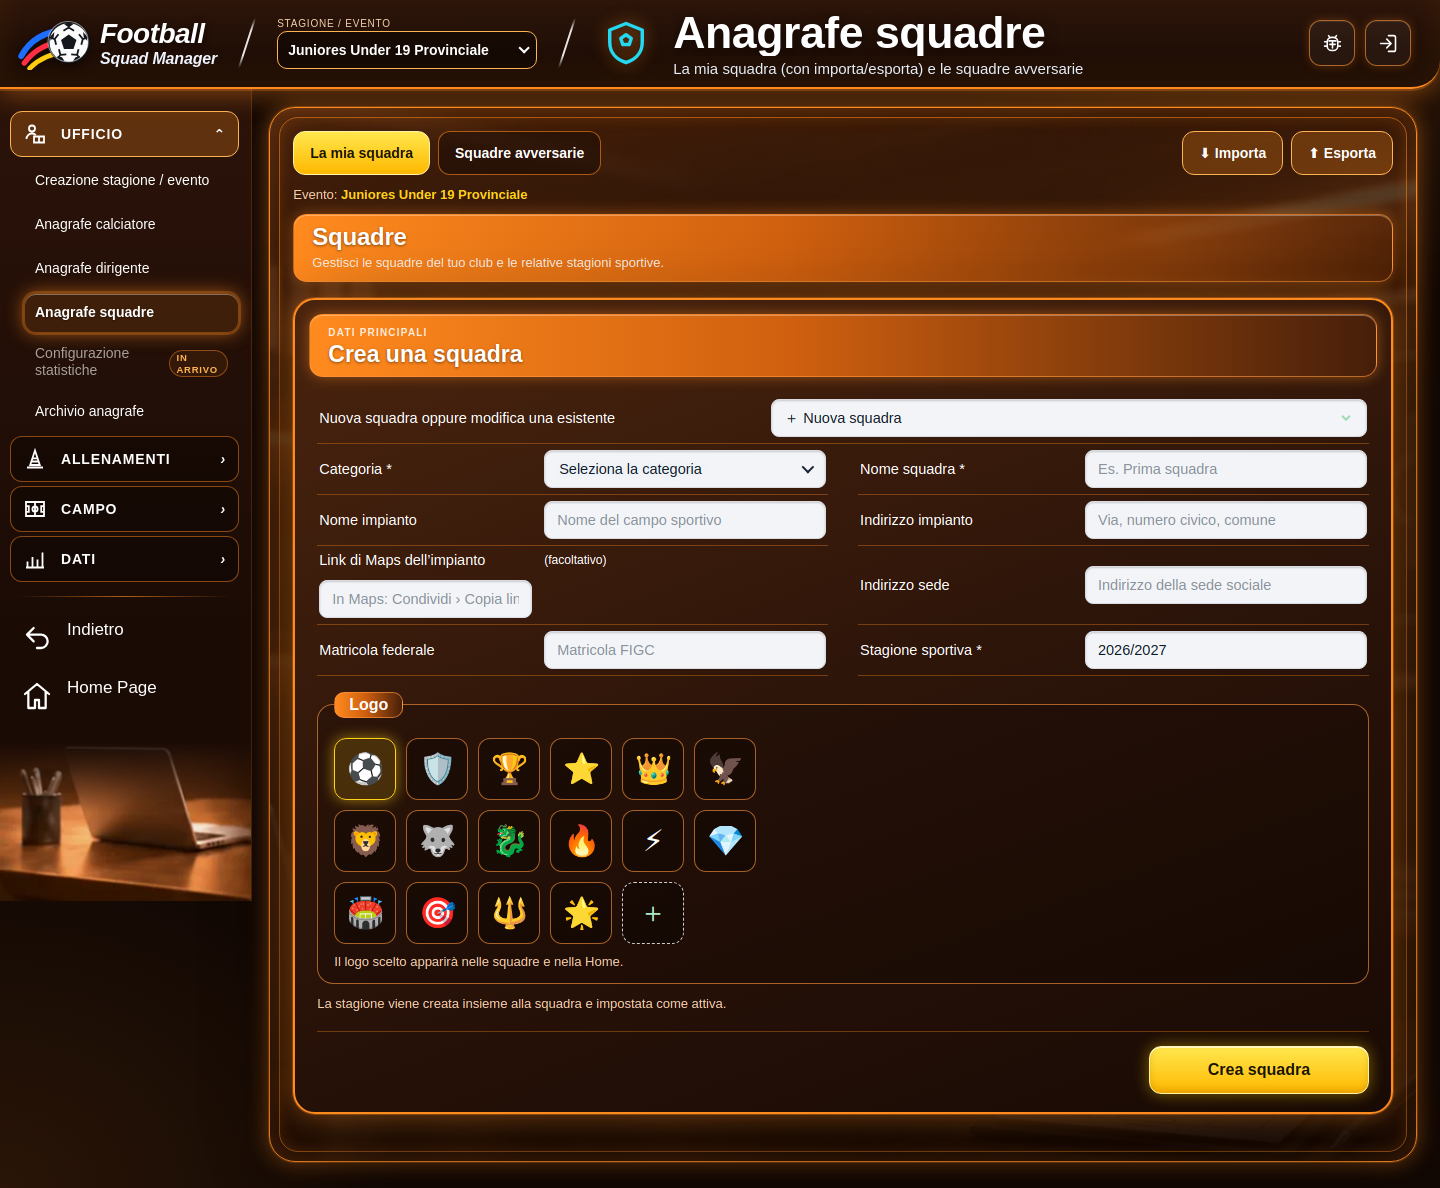 Football
Squad Manager
STAGIONE / EVENTO
Juniores Under 19 Provinciale
Anagrafe squadre
La mia squadra (con importa/esporta) e le squadre avversarie
UFFICIO
Creazione stagione / evento
Anagrafe calciatore
Anagrafe dirigente
Anagrafe squadre
Configurazione statistiche
IN ARRIVO
Archivio anagrafe
ALLENAMENTI
CAMPO
DATI
Indietro
Home Page
La mia squadra
Squadre avversarie
⬇ Importa
⬆ Esporta
Evento: Juniores Under 19 Provinciale
Squadre
Gestisci le squadre del tuo club e le relative stagioni sportive.
DATI PRINCIPALI
Crea una squadra
Nuova squadra oppure modifica una esistente
＋ Nuova squadra
Categoria *
Seleziona la categoria
Nome squadra *
Es. Prima squadra
Nome impianto
Nome del campo sportivo
Indirizzo impianto
Via, numero civico, comune
Link di Maps dell'impianto
(facoltativo)
In Maps: Condividi › Copia lin
Indirizzo sede
Indirizzo della sede sociale
Matricola federale
Matricola FIGC
Stagione sportiva *
2026/2027
Logo
＋
Il logo scelto apparirà nelle squadre e nella Home.
La stagione viene creata insieme alla squadra e impostata come attiva.
Crea squadra